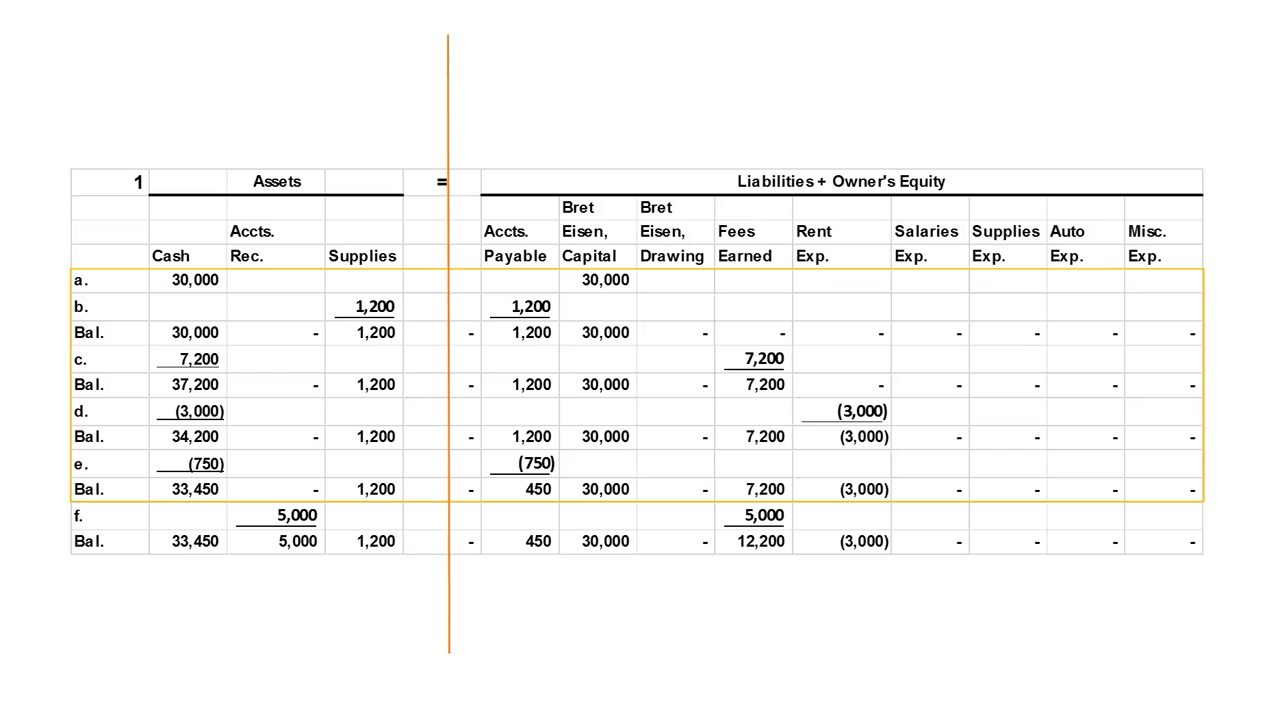 1 Assets = Liabilities + Owner's Equity
Bret Bret
Accts. Accts. Eisen, Eisen, Fees Rent Salaries Supplies Auto Misc.
Cash Rec. Supplies Payable Capital Drawing Earned Exp. Exp. Exp. Exp. Exp.
a. 30,000 30,000
b. 1,200 1,200
Bal. 30,000 - 1,200 - 1,200 30,000 - - - - - - -
c. 7,200 7,200
Bal. 37,200 - 1,200 - 1,200 30,000 - 7,200 - - - - -
d. (3,000) (3,000)
Bal. 34,200 - 1,200 - 1,200 30,000 - 7,200 (3,000) - - - -
e. (750) (750)
Bal. 33,450 - 1,200 - 450 30,000 - 7,200 (3,000) - - - -
f. 5,000 5,000
Bal. 33,450 5,000 1,200 - 450 30,000 - 12,200 (3,000) - - - -